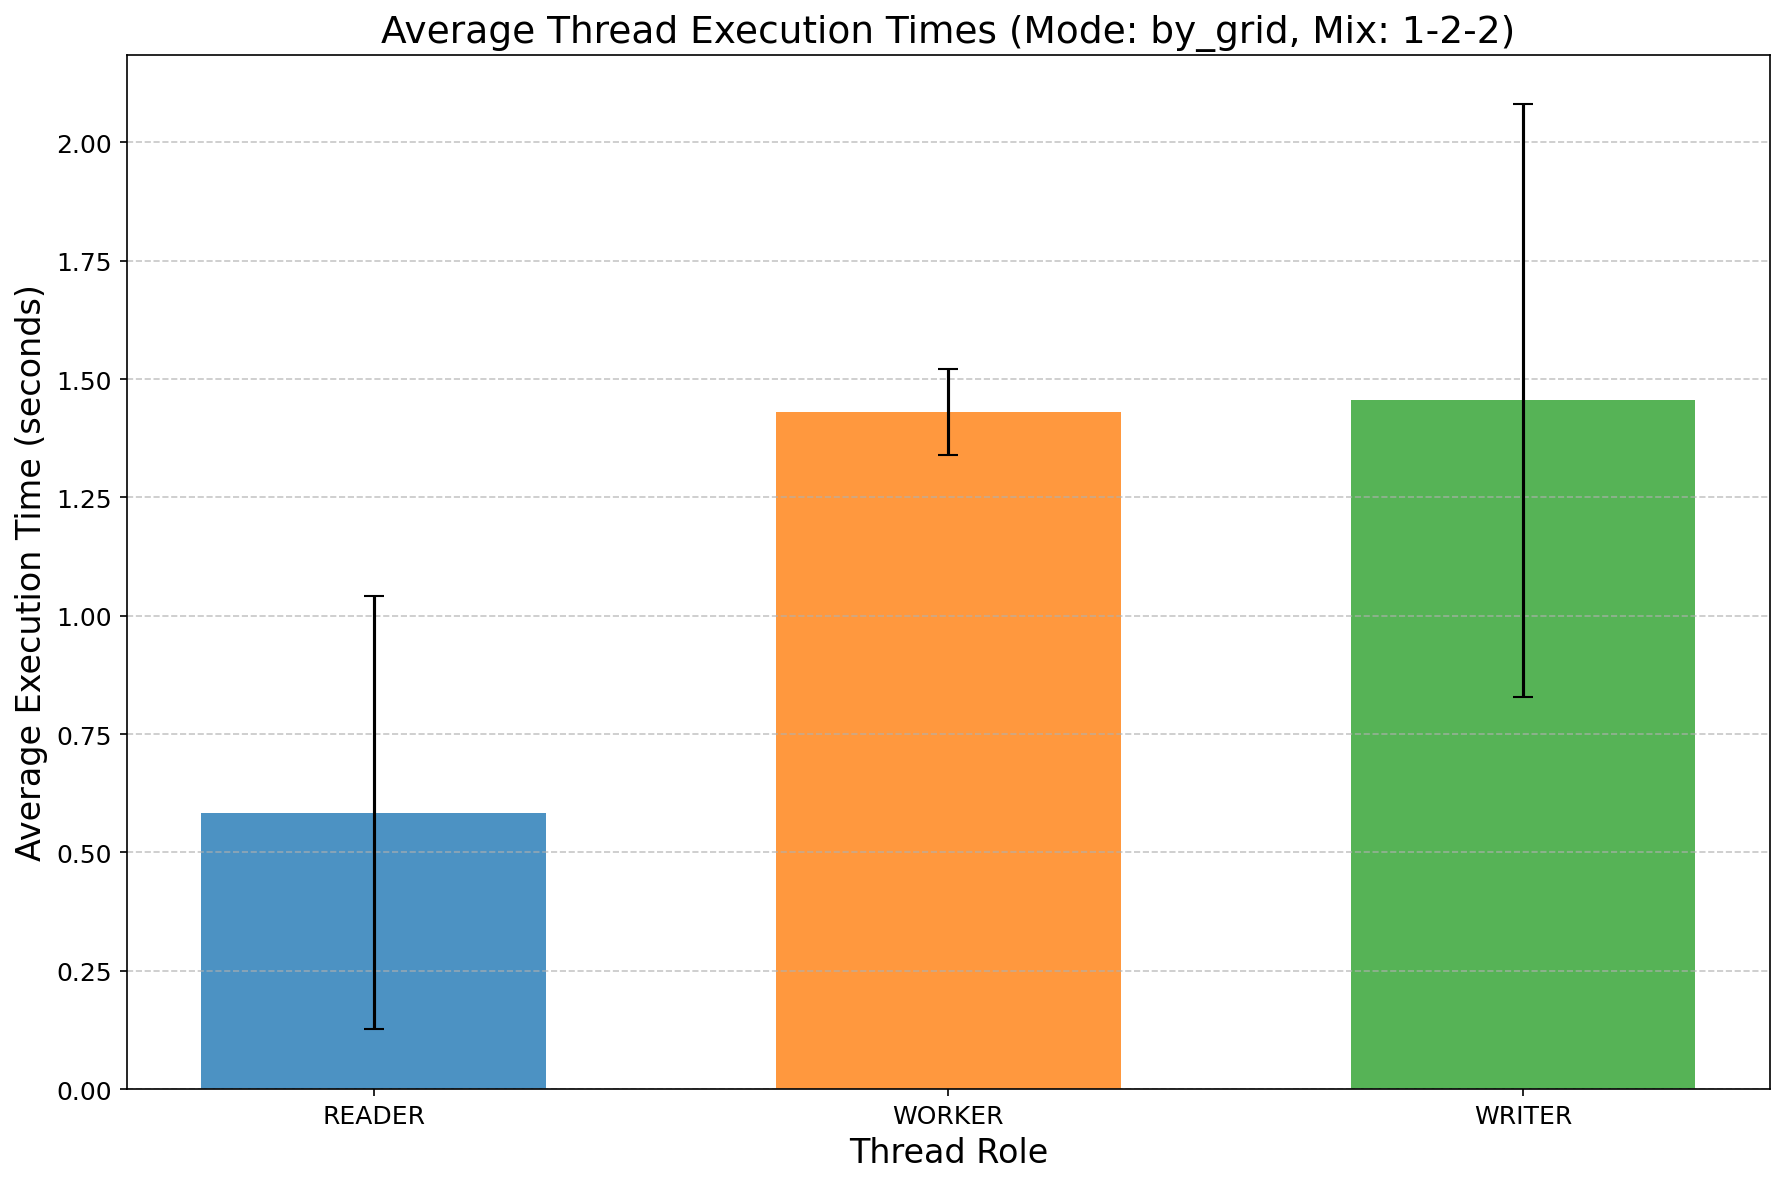 Average Thread Execution Times (Mode: by_grid, Mix: 1-2-2)
Average Execution Time (seconds)
2.00
1.75
1.50
1.25
1.00
0.75
0.50
0.25
0.00
READER WORKER WRITER
Thread Role